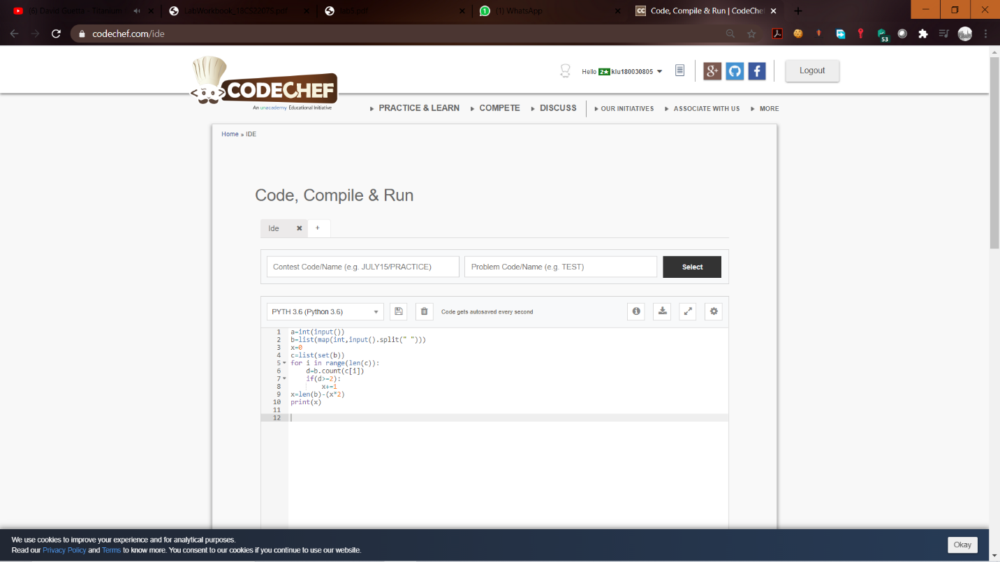 (6) David Guetta - Titanium
LabWorkbook_18CS2207S.pdf
lab5.pdf
(1) WhatsApp
CC Code, Compile & Run | CodeChef
codechef.com/ide
53
CODECHEF
An unacademy Educational Initiative
Hello 2★ klu180030805
g+
f
Logout
PRACTICE & LEARN
COMPETE
DISCUSS
OUR INITIATIVES
ASSOCIATE WITH US
MORE
Home » IDE
Code, Compile & Run
Ide
+
Contest Code/Name (e.g. JULY15/PRACTICE)
Problem Code/Name (e.g. TEST)
Select
PYTH 3.6 (Python 3.6)
Code gets autosaved every second
1 a=int(input())
2 b=list(map(int,input().split(" ")))
3 x=0
4 c=list(set(b))
5 for i in range(len(c)):
6 d=b.count(c[i])
7 if(d>=2):
8 x+=1
9 x=len(b)-(x*2)
10 print(x)
11
12
We use cookies to improve your experience and for analytical purposes.
Read our Privacy Policy and Terms to know more. You consent to our cookies if you continue to use our website.
Okay